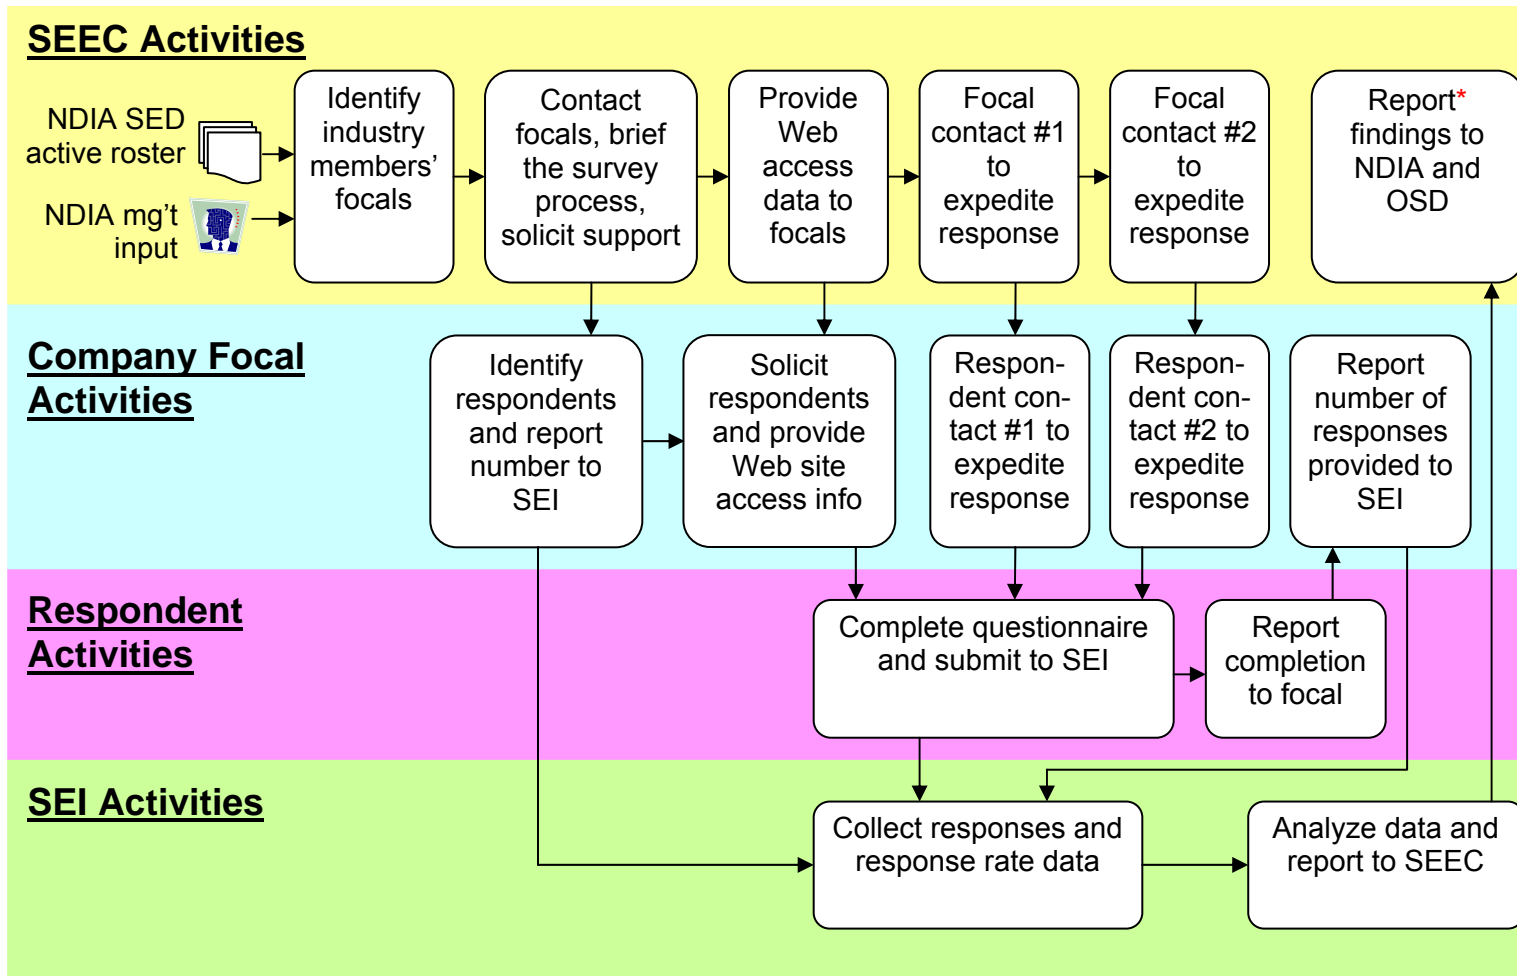 SEEC Activities
NDIA SED
active roster
NDIA mg't
input
Identify
industry
members'
focals
Contact
focals, brief
the survey
process,
solicit support
Provide
Web
access
data to
focals
Focal
contact #1
to
expedite
response
Focal
contact #2
to
expedite
response
Report*
findings to
NDIA and
OSD
Company Focal
Activities
Identify
respondents
and report
number to
SEI
Solicit
respondents
and provide
Web site
access info
Respon-
dent con-
tact #1 to
expedite
response
Respon-
dent con-
tact #2 to
expedite
response
Report
number of
responses
provided to
SEI
Respondent
Activities
Complete questionnaire
and submit to SEI
Report
completion
to focal
SEI Activities
Collect responses and
response rate data
Analyze data and
report to SEEC